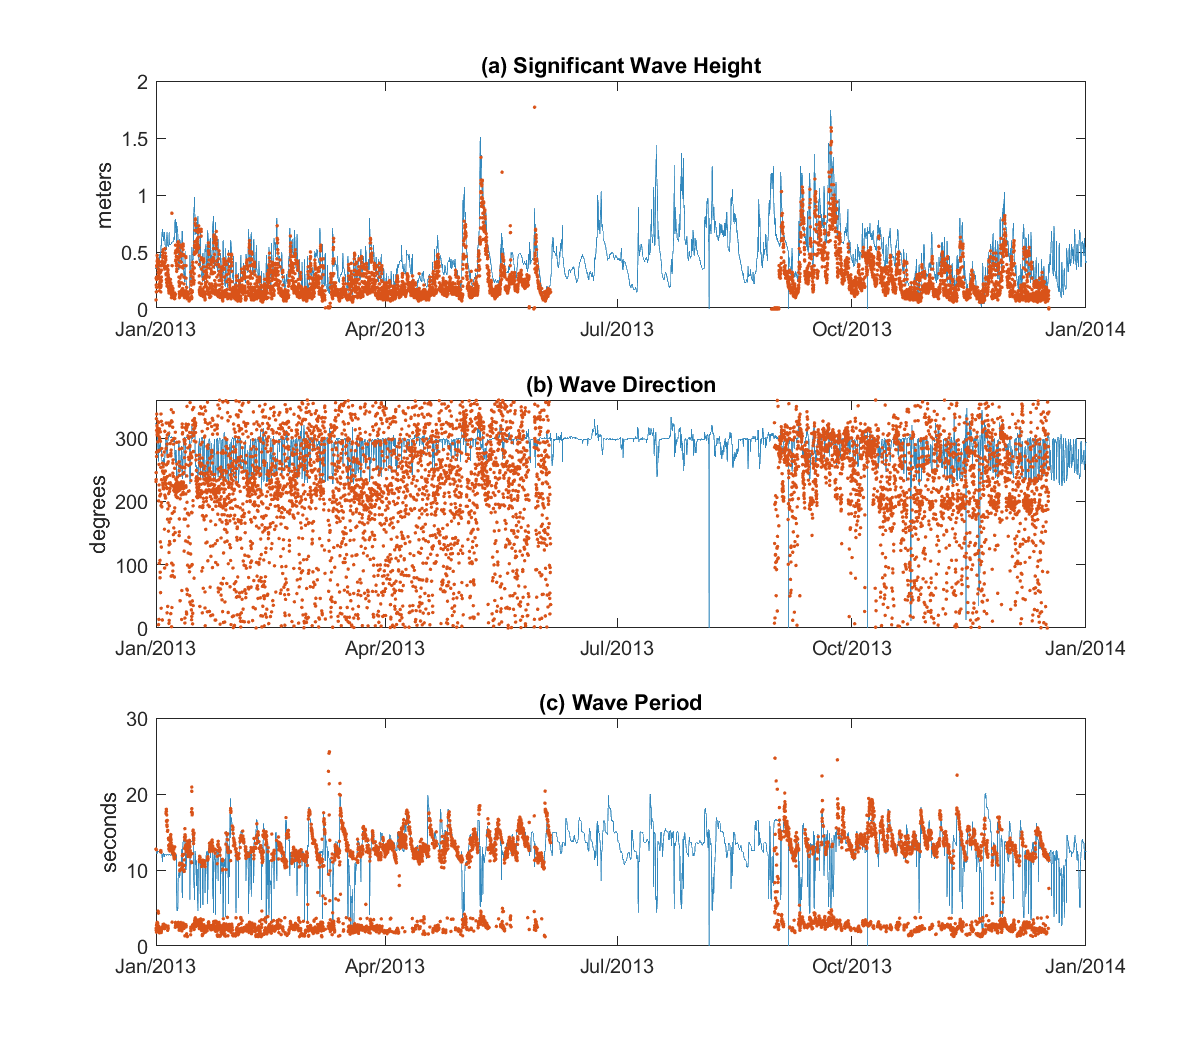 (a) Significant Wave Height
2
1.5
1
0.5
0
meters
Jan/2013 Apr/2013 Jul/2013 Oct/2013 Jan/2014
(b) Wave Direction
300
200
100
0
degrees
Jan/2013 Apr/2013 Jul/2013 Oct/2013 Jan/2014
(c) Wave Period
30
20
10
0
seconds
Jan/2013 Apr/2013 Jul/2013 Oct/2013 Jan/2014